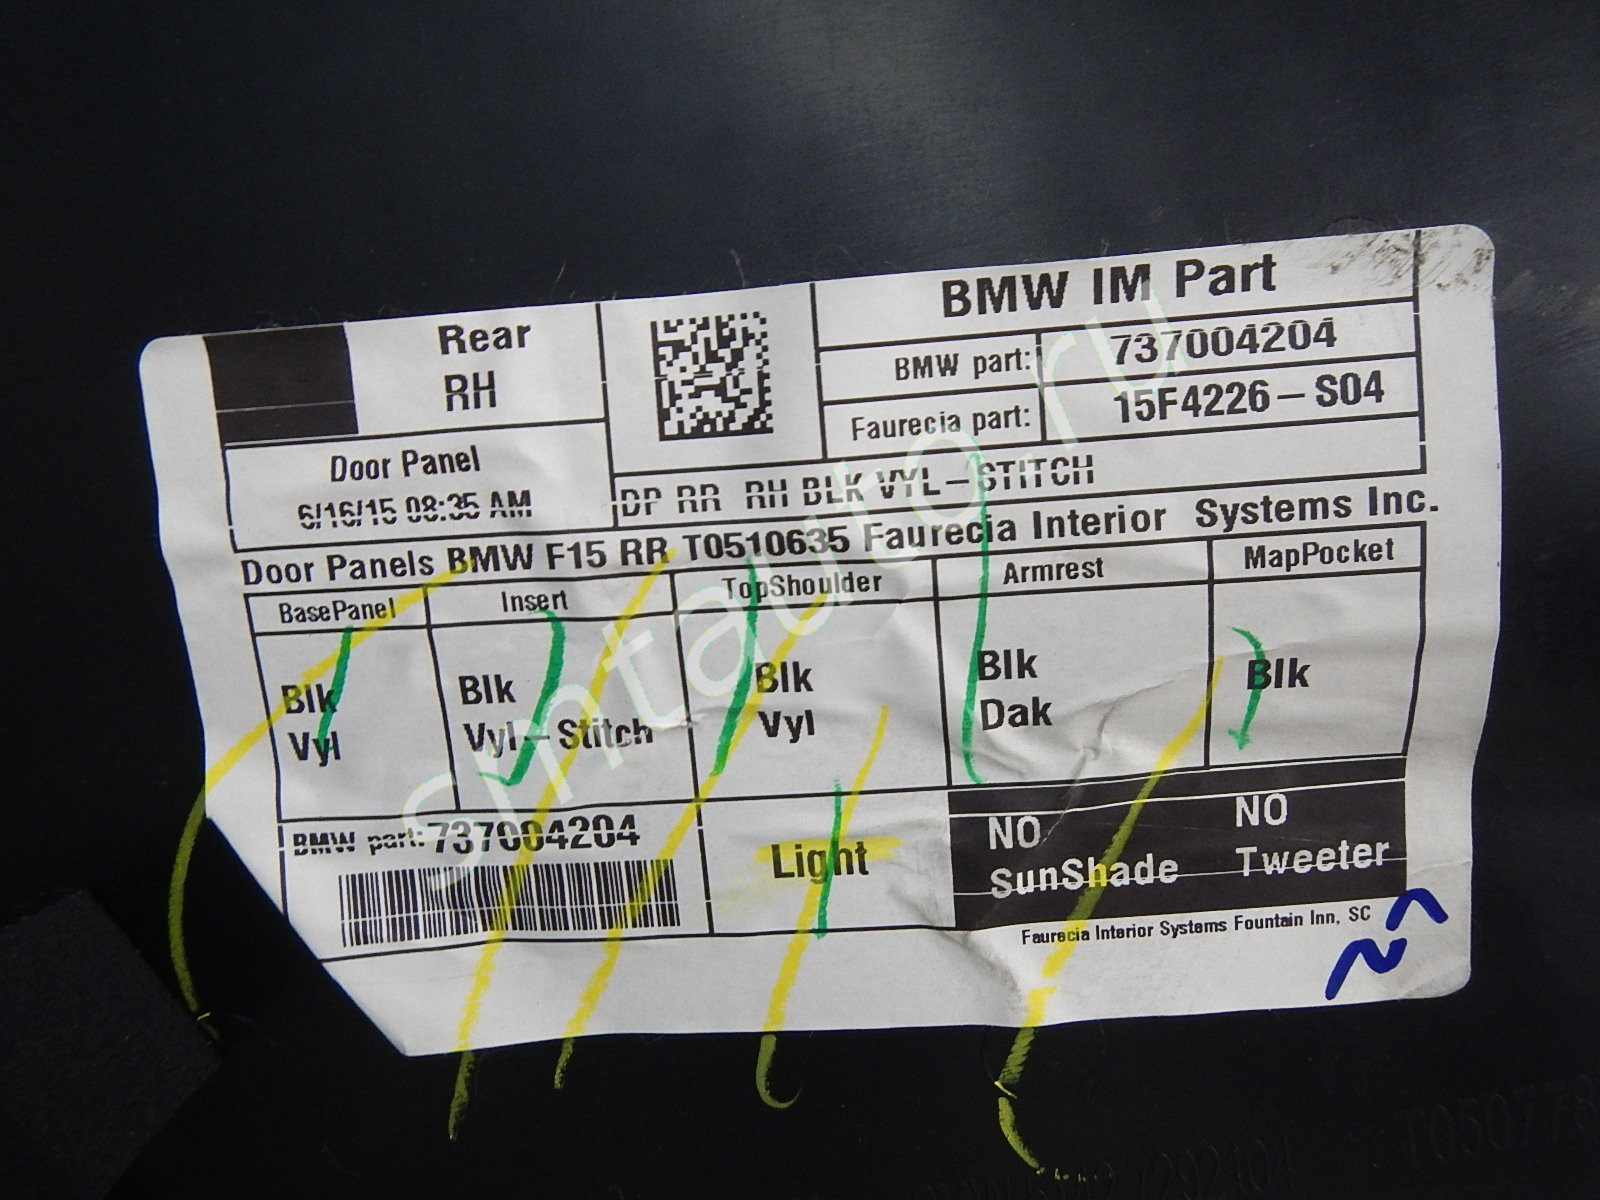 Rear
RH
Door Panel
6/16/15 08:35 AM
BMW IM Part
BMW part: 737004204
Faurecia part: 15F4226-S04
DP RR RH BLK VYL-STITCH
Door Panels BMW F15 RR T0510635 Faurecia Interior Systems Inc.
BasePanel Insert TopShoulder Armrest MapPocket
Blk
Vyl
Blk
Vyl-Stitch
Blk
Vyl
Blk
Dak
Blk
BMW part: 737004204
Light
NO
SunShade
NO
Tweeter
Faurecia Interior Systems Fountain Inn, SC
smtauto.ru